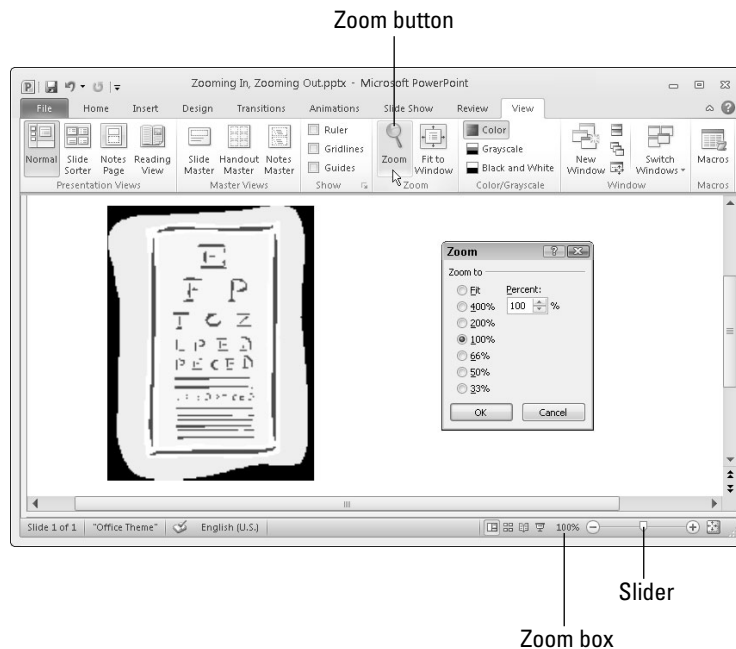 Zoom button
Zooming In, Zooming Out.pptx - Microsoft PowerPoint
File Home Insert Design Transitions Animations Slide Show Review View
Normal Slide Sorter Notes Page Reading View Slide Master Handout Master Notes Master Ruler Gridlines Guides Zoom Fit to Window Color Grayscale Black and White New Window Switch Windows Macros
Presentation Views Master Views Show Zoom Color/Grayscale Window Macros
E
F P
T C Z
L P E D
P E C E D
Zoom
Zoom to
Fit Percent:
400% 100 %
200%
100%
66%
50%
33%
OK Cancel
Slide 1 of 1 "Office Theme" English (U.S.) 100%
Slider
Zoom box